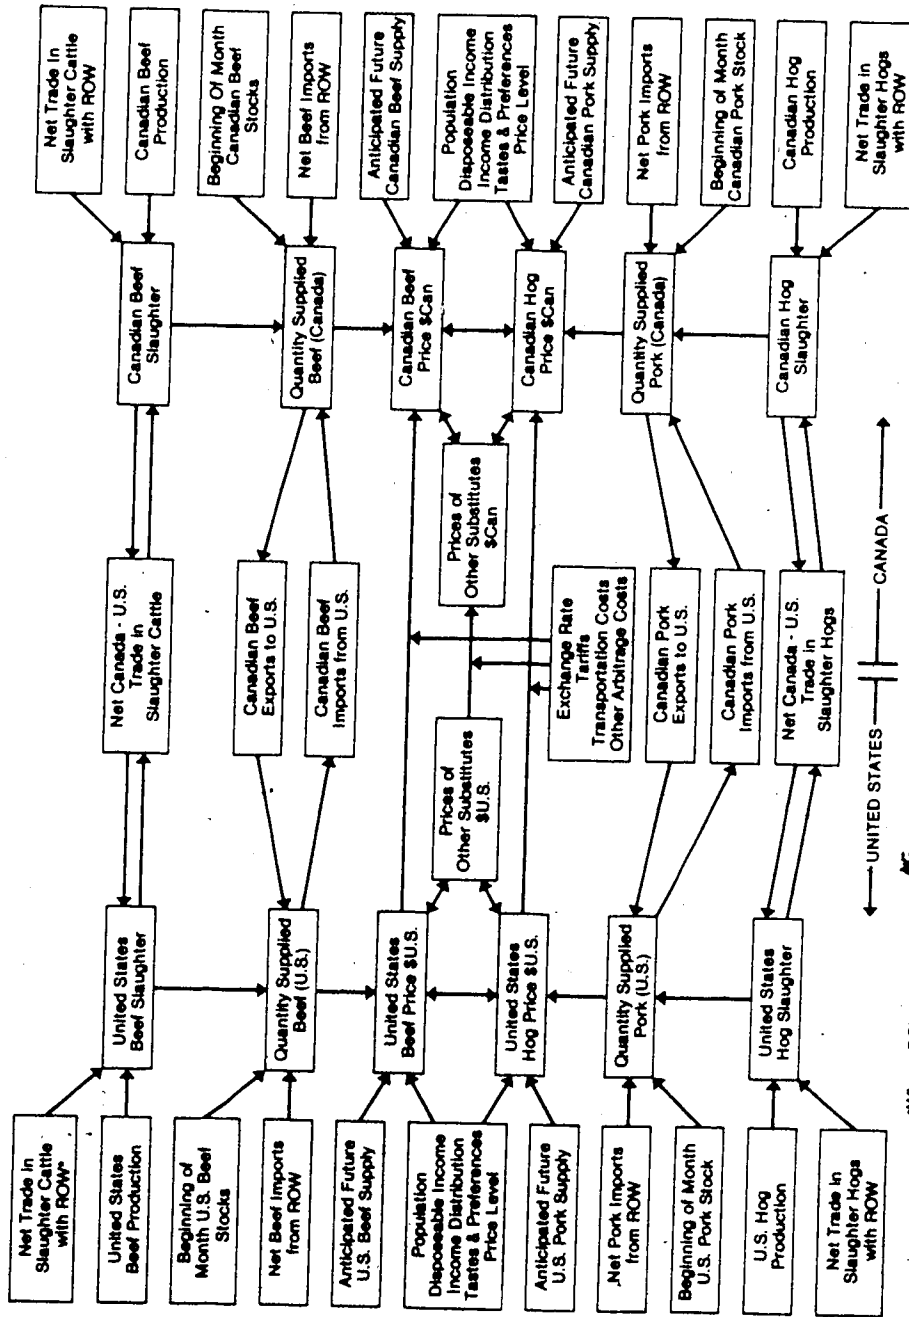 Net Trade in
Slaughter Cattle
with ROW*
United States
Beef Production
Beginning of
Month U.S. Beef
Stocks
Net Beef Imports
from ROW
Anticipated Future
U.S. Beef Supply
Population
Disposeable Income
Income Distribution
Tastes & Preferences
Price Level
Anticipated Future
U.S. Pork Supply
Net Pork Imports
from ROW
Beginning of Month
U.S. Pork Stock
U.S. Hog
Production
Net Trade in
Slaughter Hogs
with ROW
United States
Beef Slaughter
Quantity Supplied
Beef (U.S.)
United States
Beef Price $U.S.
United States
Hog Price $U.S.
Quantity Supplied
Pork (U.S.)
United States
Hog Slaughter
Prices of
Other Substitutes
$U.S.
Net Canada - U.S.
Trade in
Slaughter Cattle
Canadian Beef
Exports to U.S.
Canadian Beef
Imports from U.S.
Exchange Rate
Tariffs
Transportation Costs
Other Arbitrage Costs
Canadian Pork
Exports to U.S.
Canadian Pork
Imports from U.S.
Net Canada - U.S.
Trade in
Slaughter Hogs
Prices of
Other Substitutes
$Can
Canadian Beef
Slaughter
Quantity Supplied
Beef (Canada)
Canadian Beef
Price $Can
Canadian Hog
Price $Can
Quantity Supplied
Pork (Canada)
Canadian Hog
Slaughter
Net Trade In
Slaughter Cattle
with ROW
Canadian Beef
Production
Beginning Of Month
Canadian Beef
Stocks
Net Beef Imports
from ROW
Anticipated Future
Canadian Beef Supply
Population
Disposeable Income
Income Distribution
Tastes & Preferences
Price Level
Anticipated Future
Canadian Pork Supply
Net Pork Imports
from ROW
Beginning of Month
Canadian Pork Stock
Canadian Hog
Production
Net Trade in
Slaughter Hogs
with ROW
UNITED STATES
CANADA